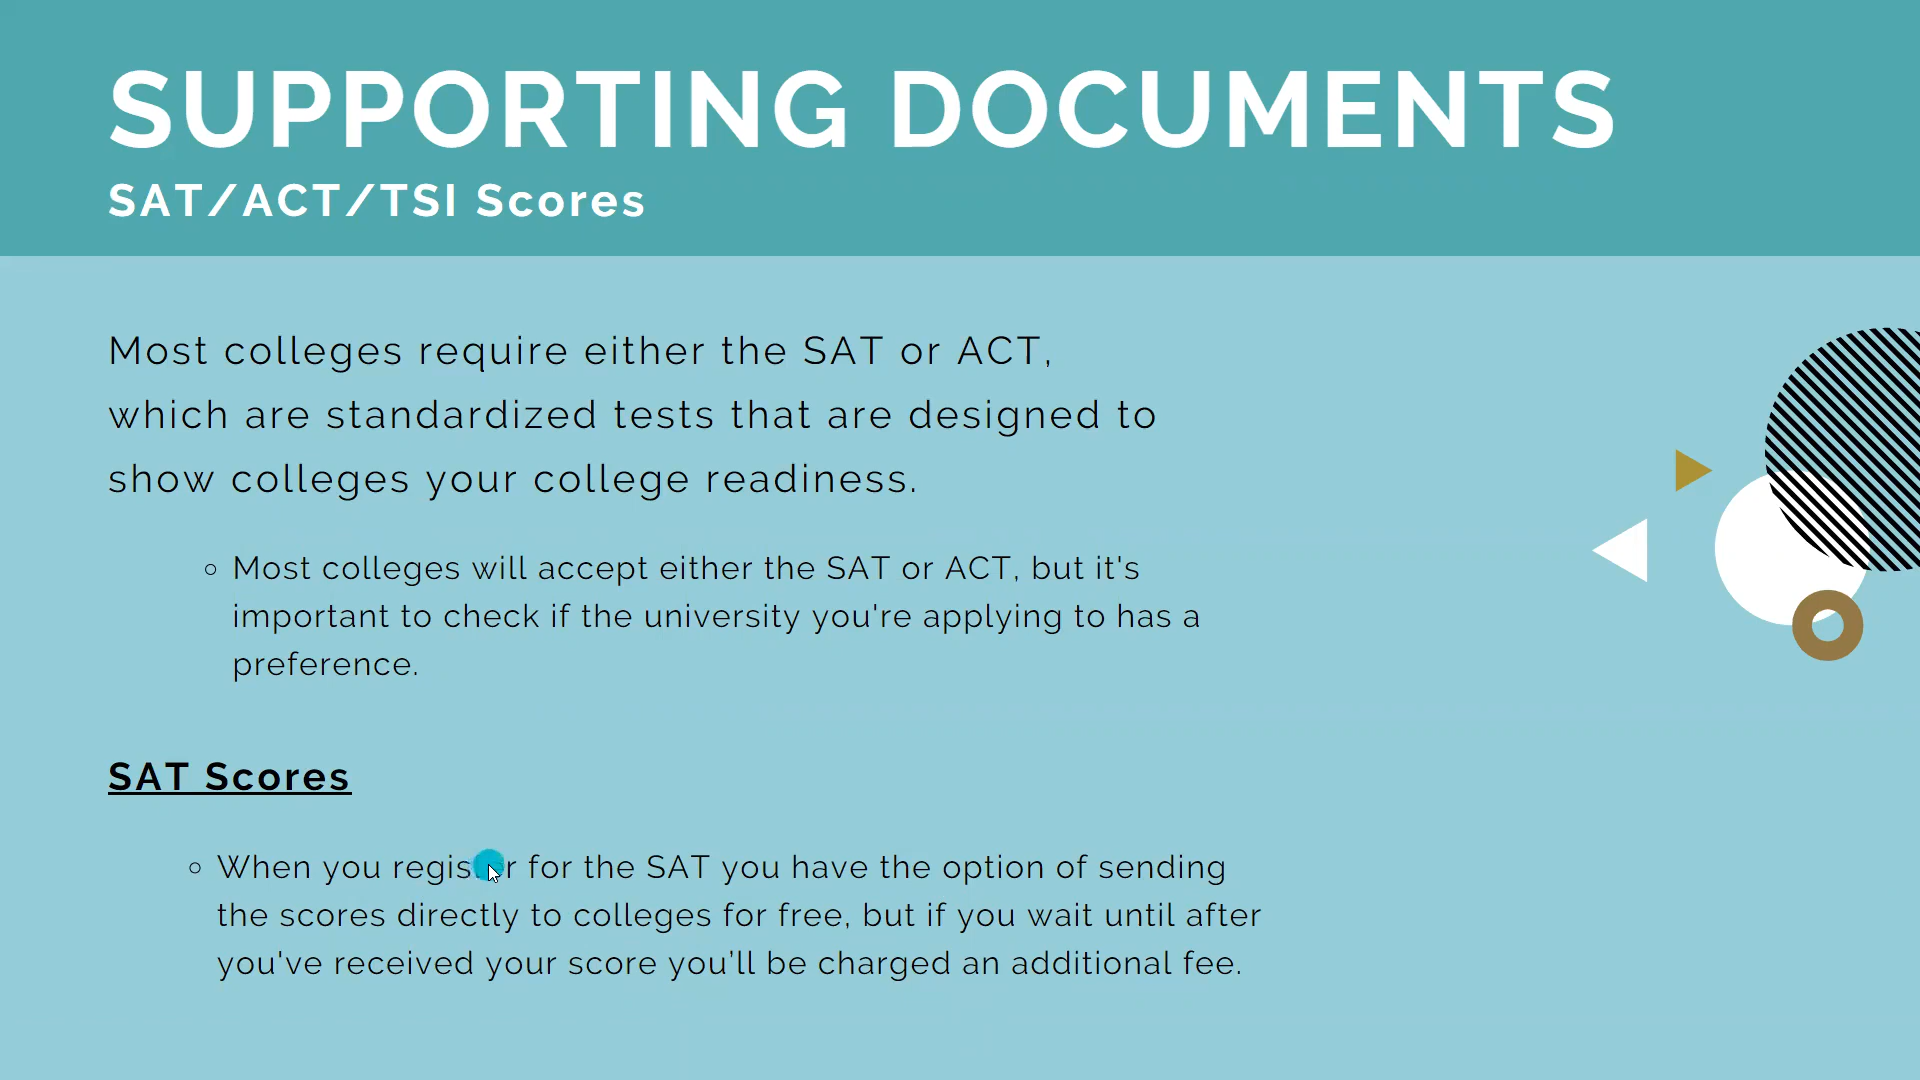 SUPPORTING DOCUMENTS
SAT/ACT/TSI Scores
Most colleges require either the SAT or ACT,
which are standardized tests that are designed to
show colleges your college readiness.
Most colleges will accept either the SAT or ACT, but it's
important to check if the university you're applying to has a
preference.
SAT Scores
When you register for the SAT you have the option of sending
the scores directly to colleges for free, but if you wait until after
you've received your score you’ll be charged an additional fee.